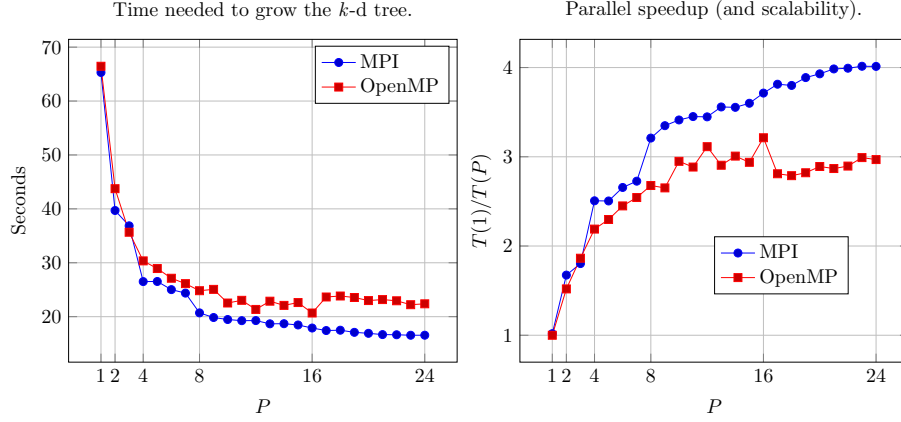 Time needed to grow the k-d tree.
70
60
50
40
30
20
Seconds
1 2 4 8 16 24
P
MPI
OpenMP
Parallel speedup (and scalability).
4
3
2
1
T(1)/T(P)
1 2 4 8 16 24
P
MPI
OpenMP